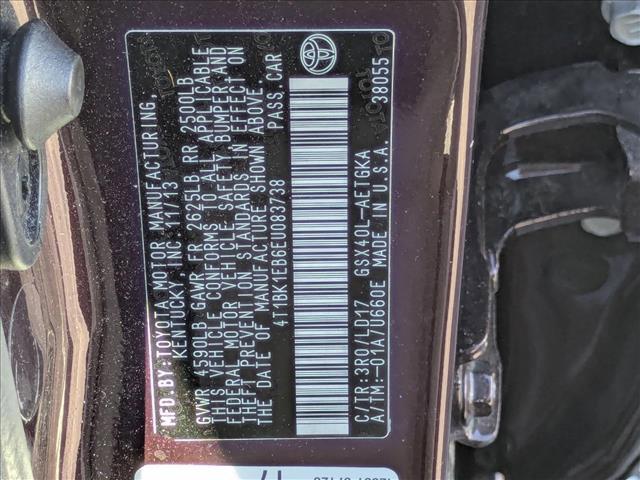 MFD.BY:TOYOTA MOTOR MANUFACTURING,
KENTUCKY, INC. 11/13
GVWR 4590LB GAWR FR 2625LB RR 2500LB
THIS VEHICLE CONFORMS TO ALL APPLICABLE
FEDERAL MOTOR VEHICLE SAFETY, BUMPER, AND
THEFT PREVENTION STANDARDS IN EFFECT ON
THE DATE OF MANUFACTURE SHOWN ABOVE.
4T1BK1EB6EU083738 PASS.CAR
C/TR:3R0/LD17 GSX40L-AETGKA 38055
A/TM:-01A/U660E MADE IN U.S.A.